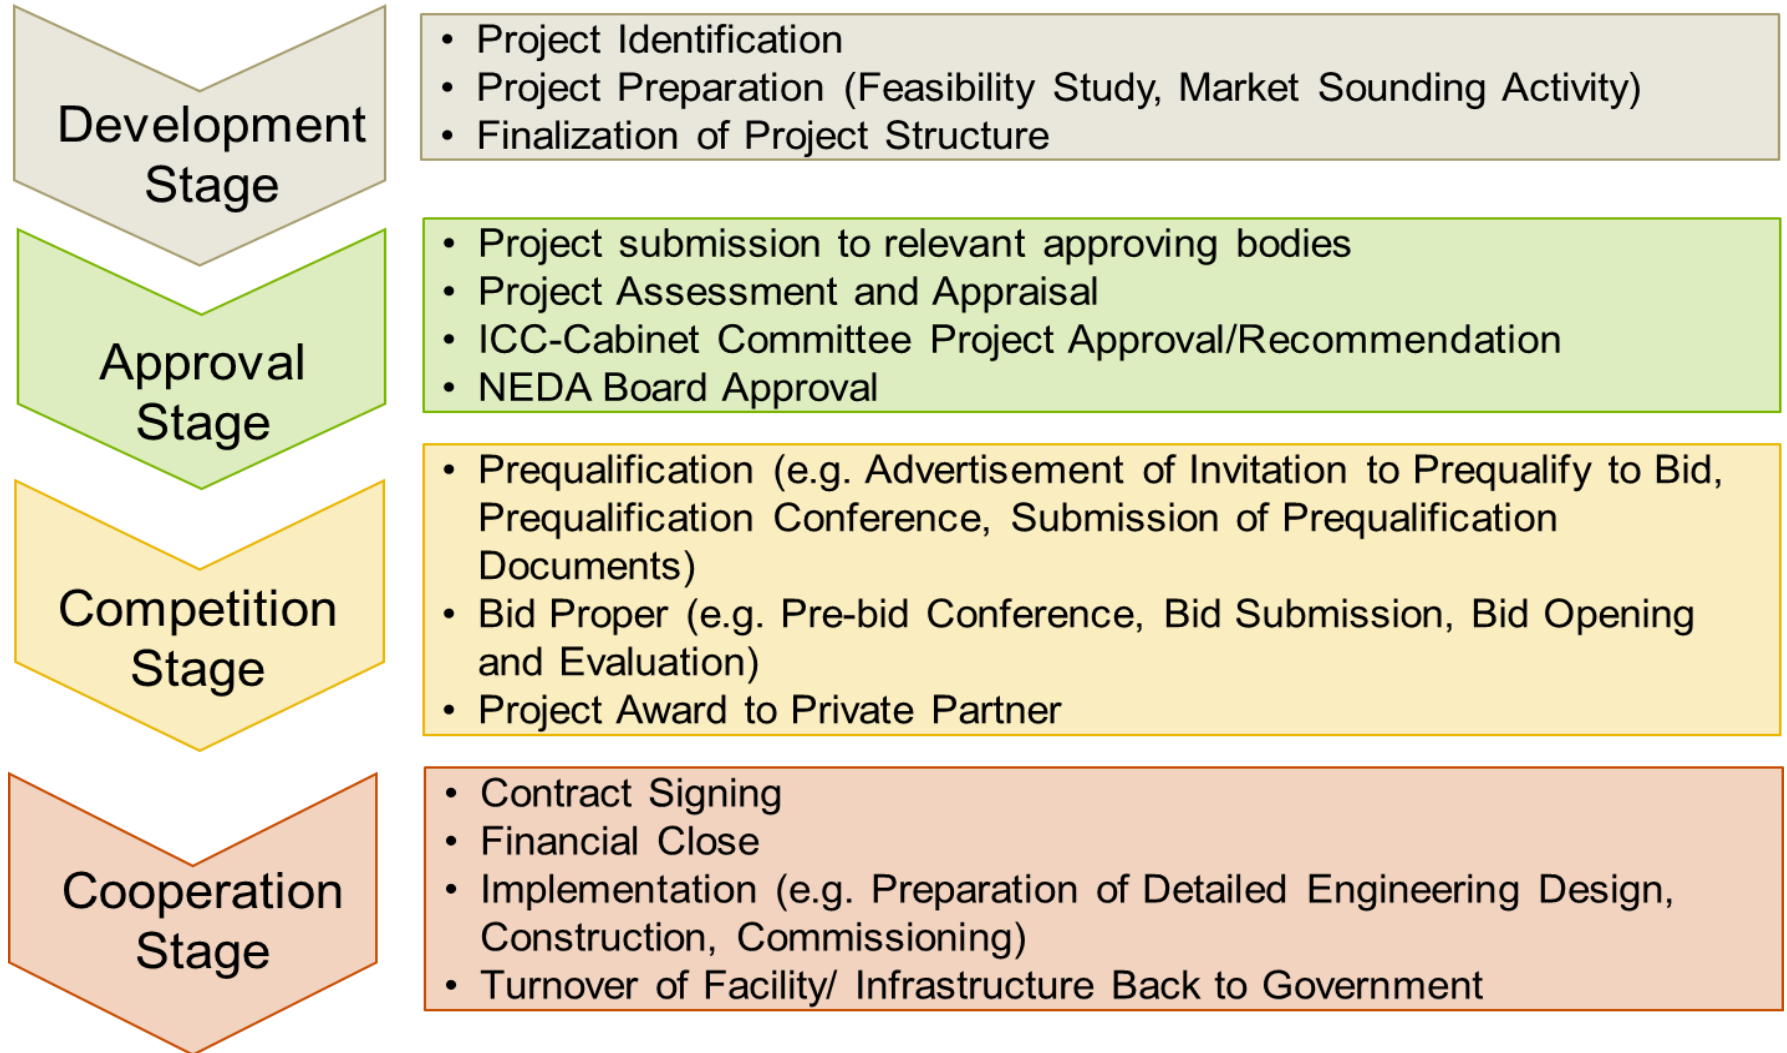 Development
Stage
• Project Identification
• Project Preparation (Feasibility Study, Market Sounding Activity)
• Finalization of Project Structure
Approval
Stage
• Project submission to relevant approving bodies
• Project Assessment and Appraisal
• ICC-Cabinet Committee Project Approval/Recommendation
• NEDA Board Approval
Competition
Stage
• Prequalification (e.g. Advertisement of Invitation to Prequalify to Bid,
Prequalification Conference, Submission of Prequalification
Documents)
• Bid Proper (e.g. Pre-bid Conference, Bid Submission, Bid Opening
and Evaluation)
• Project Award to Private Partner
Cooperation
Stage
• Contract Signing
• Financial Close
• Implementation (e.g. Preparation of Detailed Engineering Design,
Construction, Commissioning)
• Turnover of Facility/ Infrastructure Back to Government